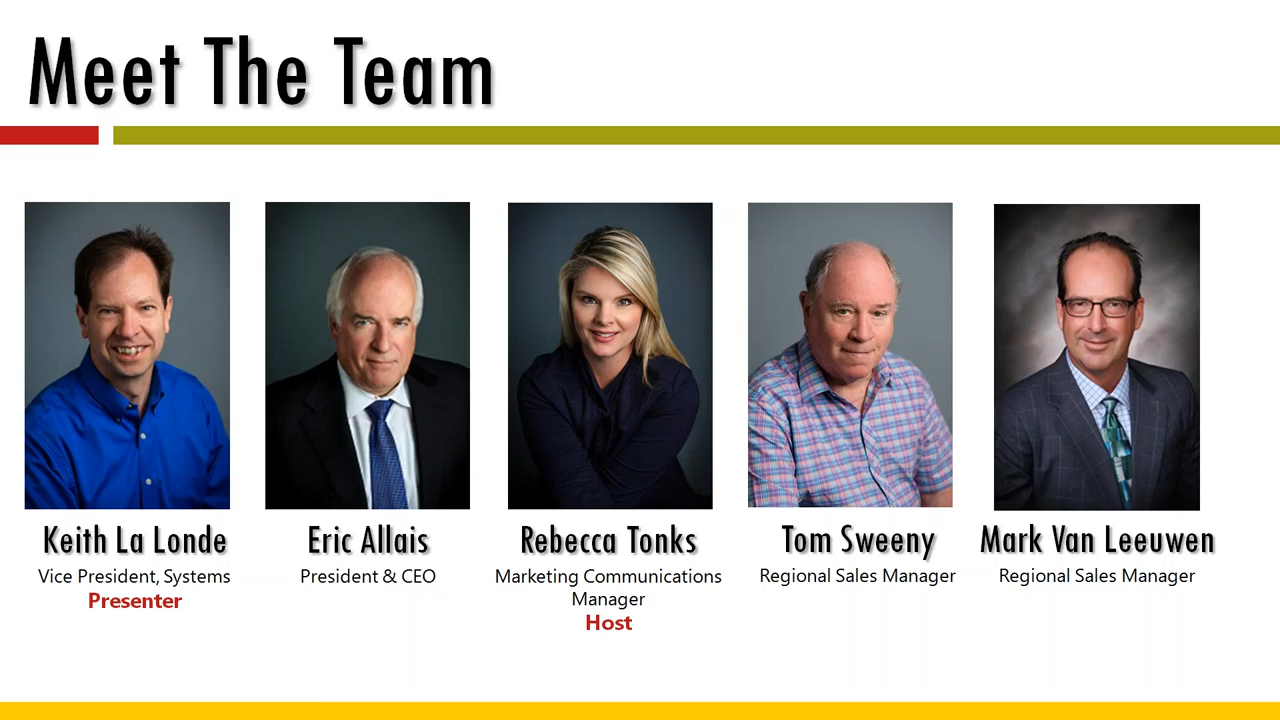 Meet The Team
Keith La Londe
Vice President, Systems
Presenter
Eric Allais
President & CEO
Rebecca Tonks
Marketing Communications
Manager
Host
Tom Sweeny
Regional Sales Manager
Mark Van Leeuwen
Regional Sales Manager